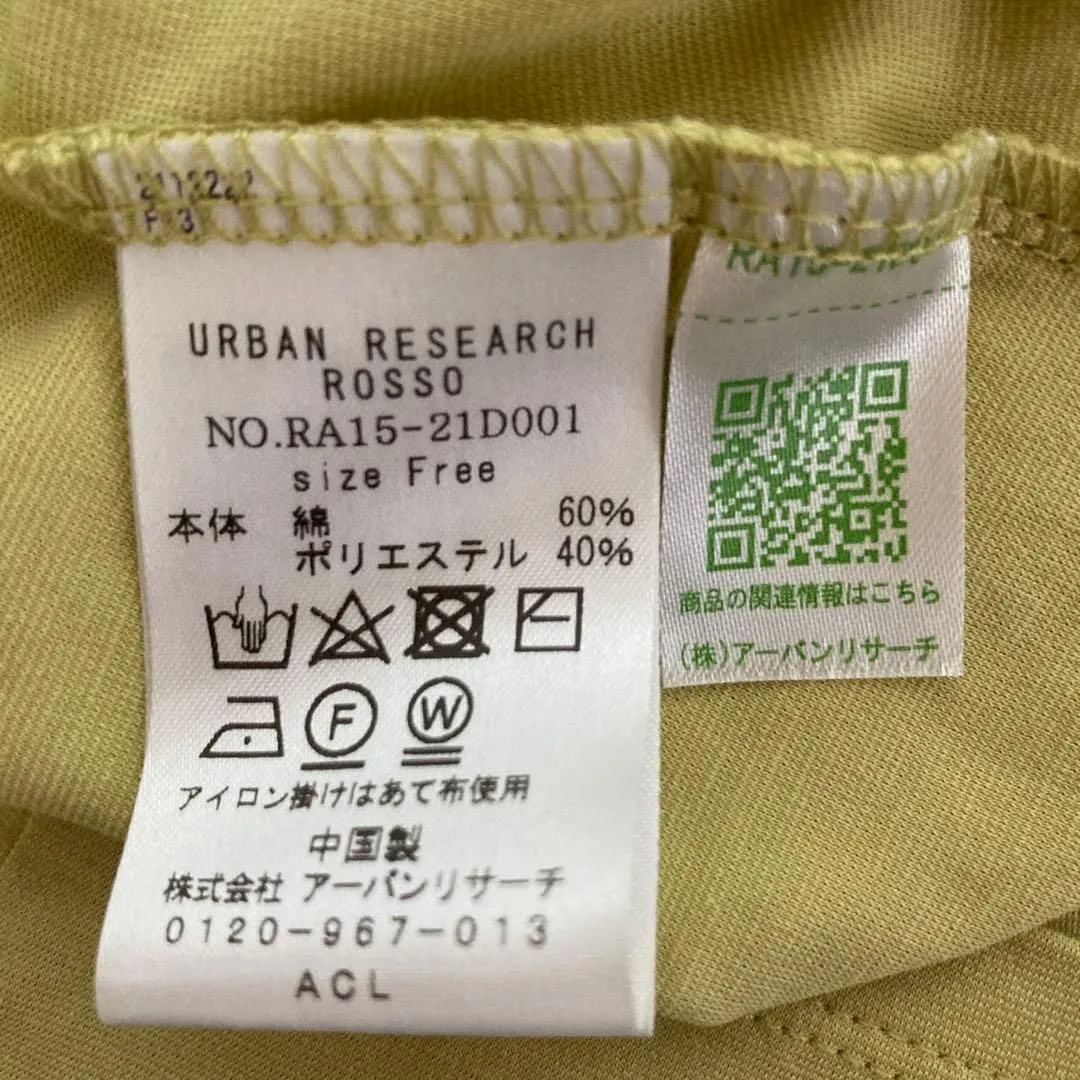 F 3
URBAN RESEARCH
ROSSO
NO.RA15-21D001
size Free
本体 綿 60%
ポリエステル 40%
F W
アイロン掛けはあて布使用
中国製
株式会社 アーバンリサーチ
0120-967-013
ACL
商品の関連情報はこちら
(株)アーバンリサーチ